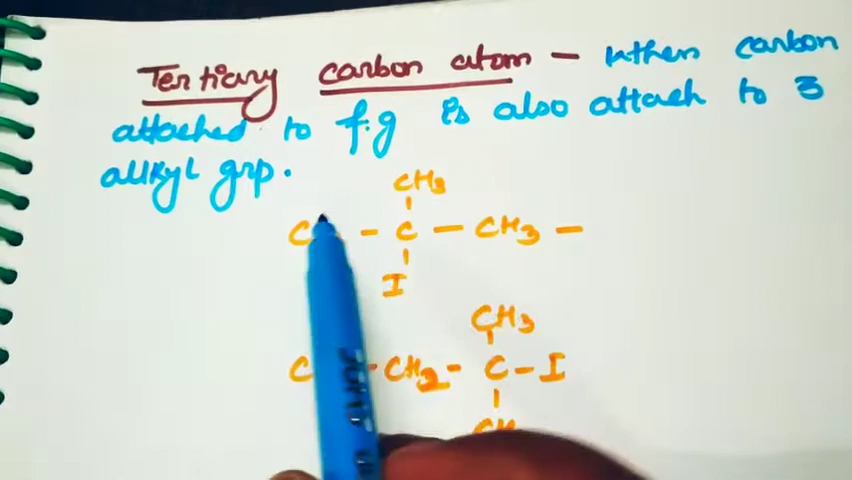 Tertiary carbon atom - when carbon
attached to f.g is also attach to 3
alkyl grp.
CH3
C - C - CH3 -
I
CH3
C - CH2 - C - I